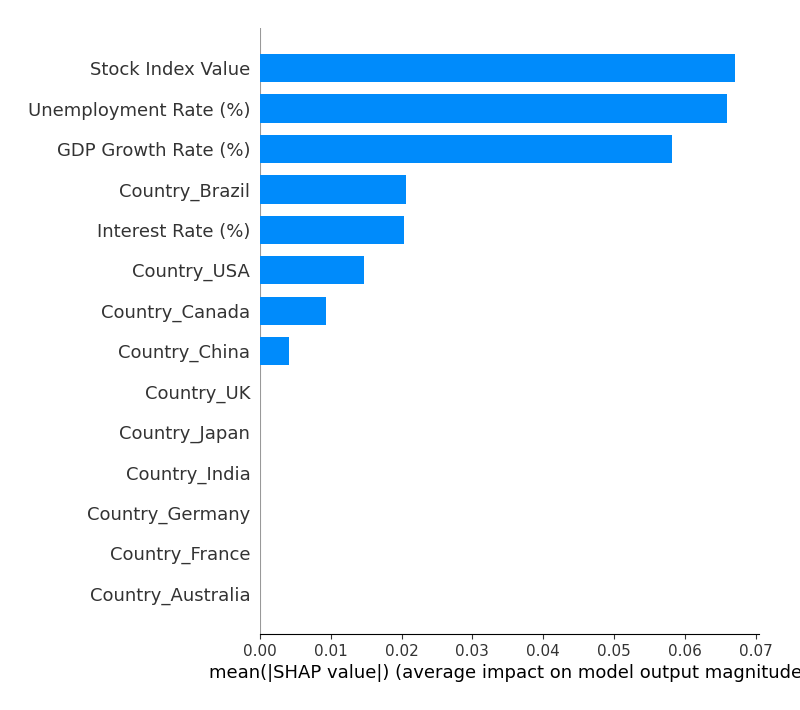 Stock Index Value
Unemployment Rate (%)
GDP Growth Rate (%)
Country_Brazil
Interest Rate (%)
Country_USA
Country_Canada
Country_China
Country_UK
Country_Japan
Country_India
Country_Germany
Country_France
Country_Australia
0.00 0.01 0.02 0.03 0.04 0.05 0.06 0.07
mean(|SHAP value|) (average impact on model output magnitude